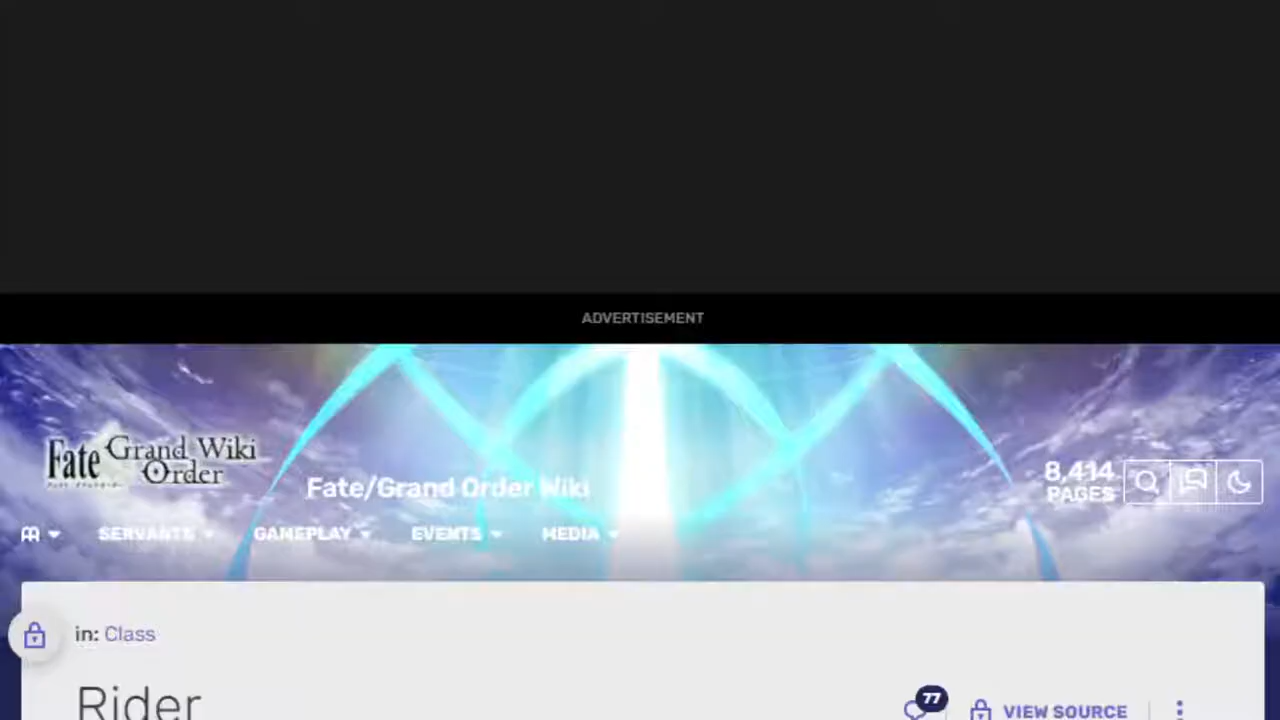 ADVERTISEMENT
Fate Grand Wiki
Order
Fate/Grand Order Wiki
8,414
PAGES
SERVANTS
GAMEPLAY
EVENTS
MEDIA
in: Class
Rider
77
VIEW SOURCE